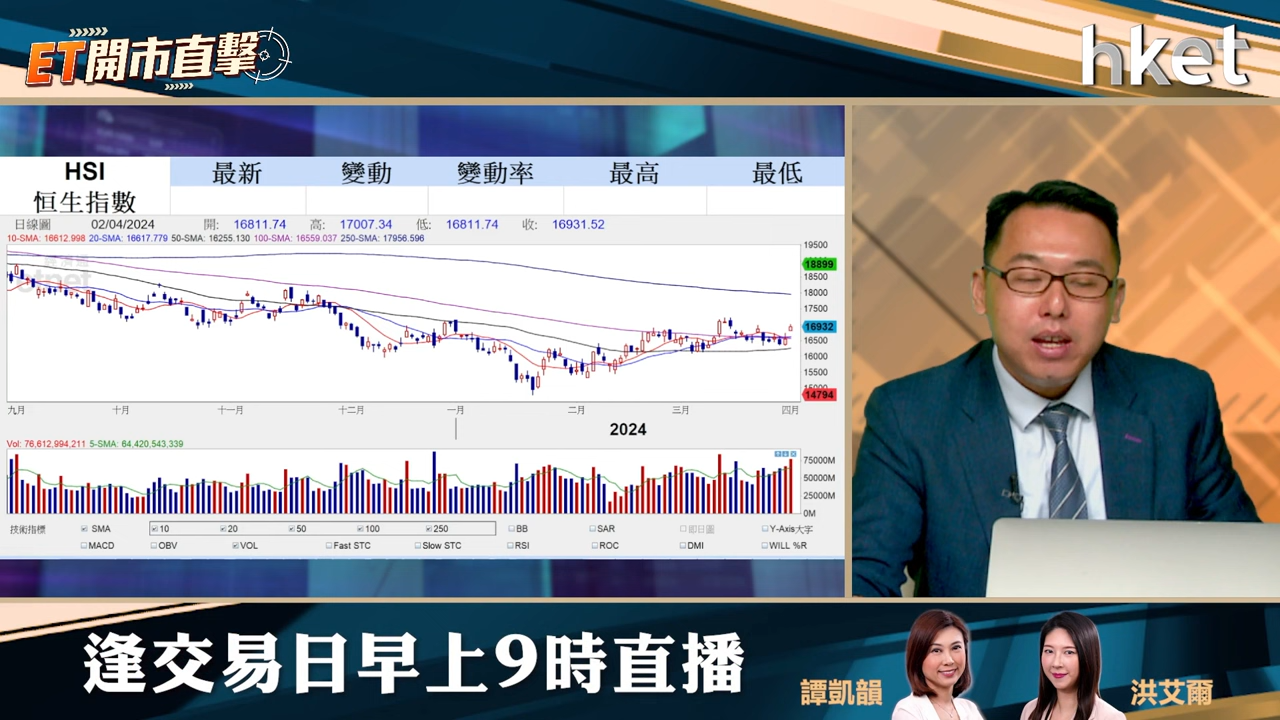 ET開市直擊
hket
HSI
恒生指數
最新 變動 變動率 最高 最低
日線圖 02/04/2024 開: 16811.74 高: 17007.34 低: 16811.74 收: 16931.52
10-SMA: 16612.998 20-SMA: 16617.779 50-SMA: 16255.130 100-SMA: 16559.037 250-SMA: 17956.596
19500
18899
18500
18000
17500
16932
16500
16000
15500
15000
14794
九月 十月 十一月 十二月 一月 二月 三月 四月
2024
Vol: 76,612,994,211 5-SMA: 64,420,543,339
75000M
50000M
25000M
0M
技術指標 SMA 10 20 50 100 250 BB SAR 即日圖 Y-Axis大字
MACD OBV VOL Fast STC Slow STC RSI ROC DMI WILL %R
逢交易日早上9時直播
譚凱韻 洪艾爾